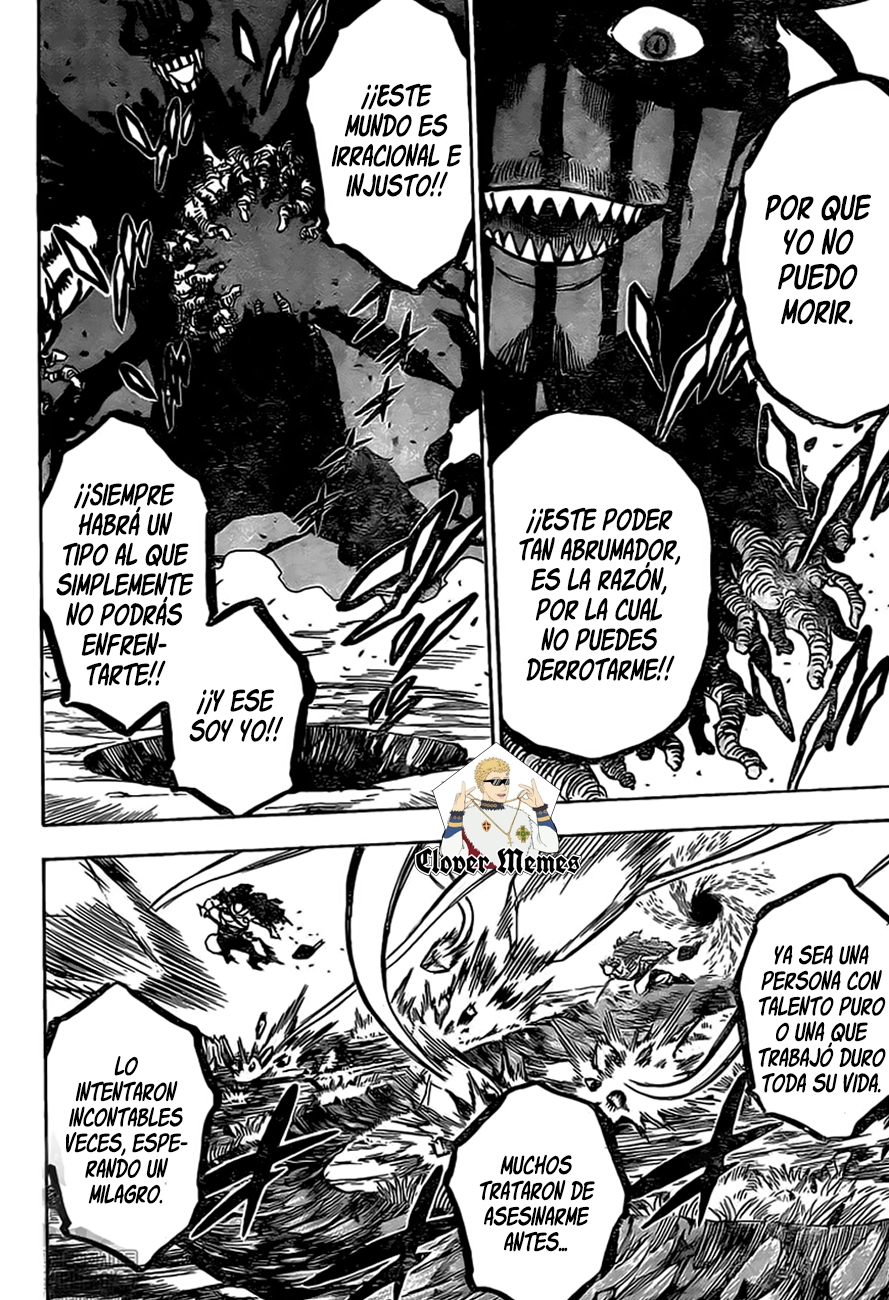 POR QUE
YO NO
PUEDO
MORIR.
¡¡ESTE PODER
TAN ABRUMADOR,
ES LA RAZÓN,
POR LA CUAL
NO PUEDES
DERROTARME!!
¡¡ESTE
MUNDO ES
IRRACIONAL E
INJUSTO!!
¡¡SIEMPRE
HABRÁ UN
TIPO AL QUE
SIMPLEMENTE
NO PODRÁS
ENFREN-
TARTE!!
¡¡Y ESE
SOY YO!!
Clover Memes
YA SEA UNA
PERSONA CON
TALENTO PURO
O UNA QUE
TRABAJÓ DURO
TODA SU VIDA.
MUCHOS
TRATARON DE
ASESINARME
ANTES...
LO
INTENTARON
INCONTABLES
VECES, ESPE-
RANDO UN
MILAGRO.